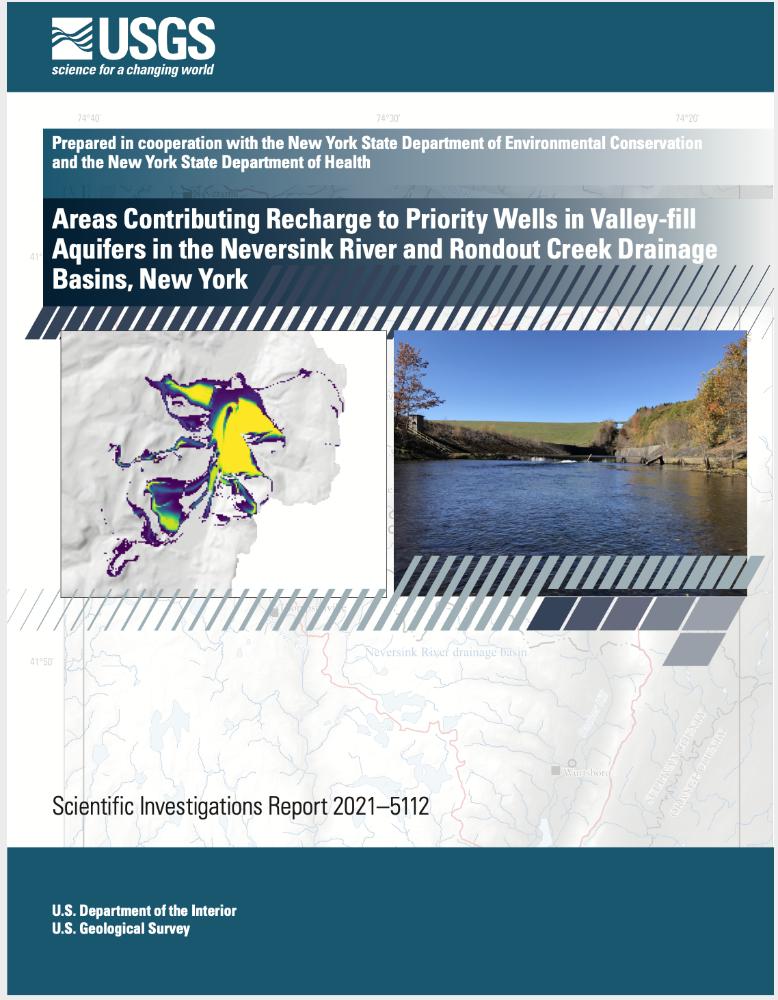 USGS
science for a changing world
74°40'
74°30'
74°20'
Prepared in cooperation with the New York State Department of Environmental Conservation
and the New York State Department of Health
Neversink
Areas Contributing Recharge to Priority Wells in Valley-fill
Aquifers in the Neversink River and Rondout Creek Drainage
Basins, New York
41°
Thompsonville
Neversink River drainage basin
41°50'
Basher Kill
Wurtsboro
SULLIVAN COUNTY
ORANGE COUNTY
Scientific Investigations Report 2021–5112
U.S. Department of the Interior
U.S. Geological Survey